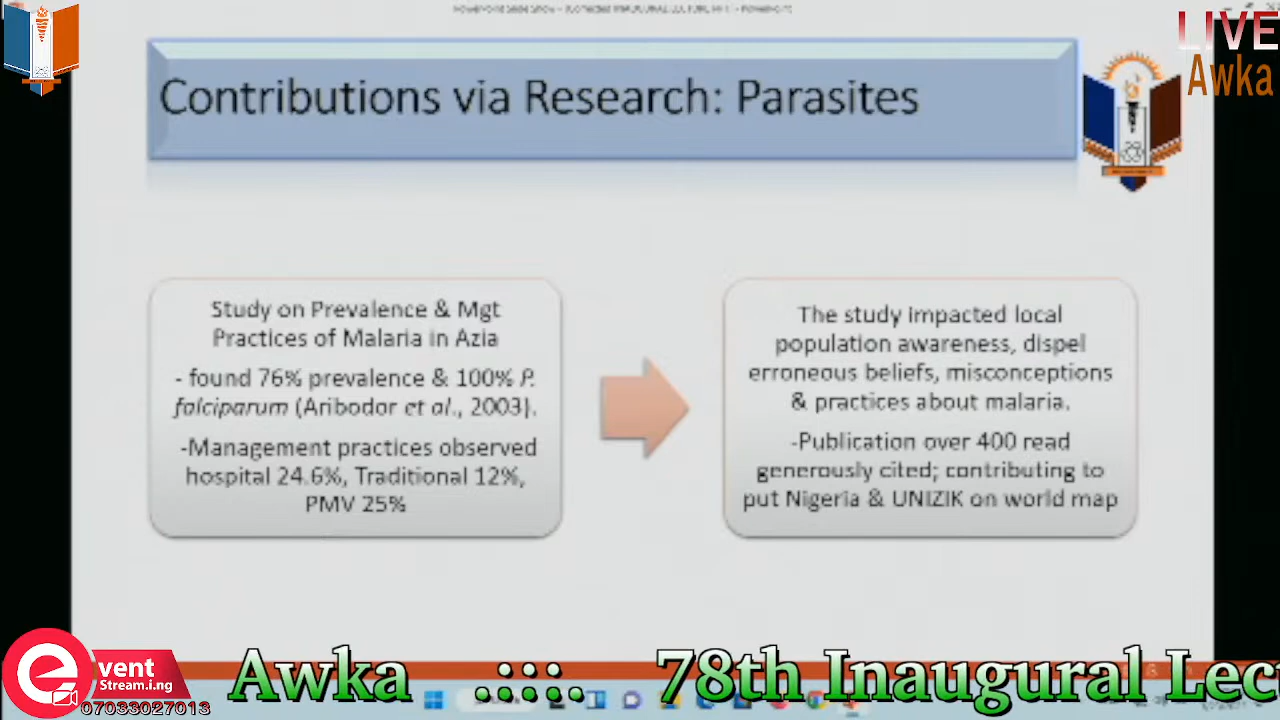 LIVE
Awka
Contributions via Research: Parasites
Study on Prevalence & Mgt
Practices of Malaria in Azia
- found 76% prevalence & 100% P.
falciparum (Aribodor et al., 2003).
-Management practices observed
hospital 24.6%, Traditional 12%,
PMV 25%
The study impacted local
population awareness, dispel
erroneous beliefs, misconceptions
& practices about malaria.
-Publication over 400 read
generously cited; contributing to
put Nigeria & UNIZIK on world map
event
Stream.i.ng
07033027013
Awka .::::. 78th Inaugural Lec